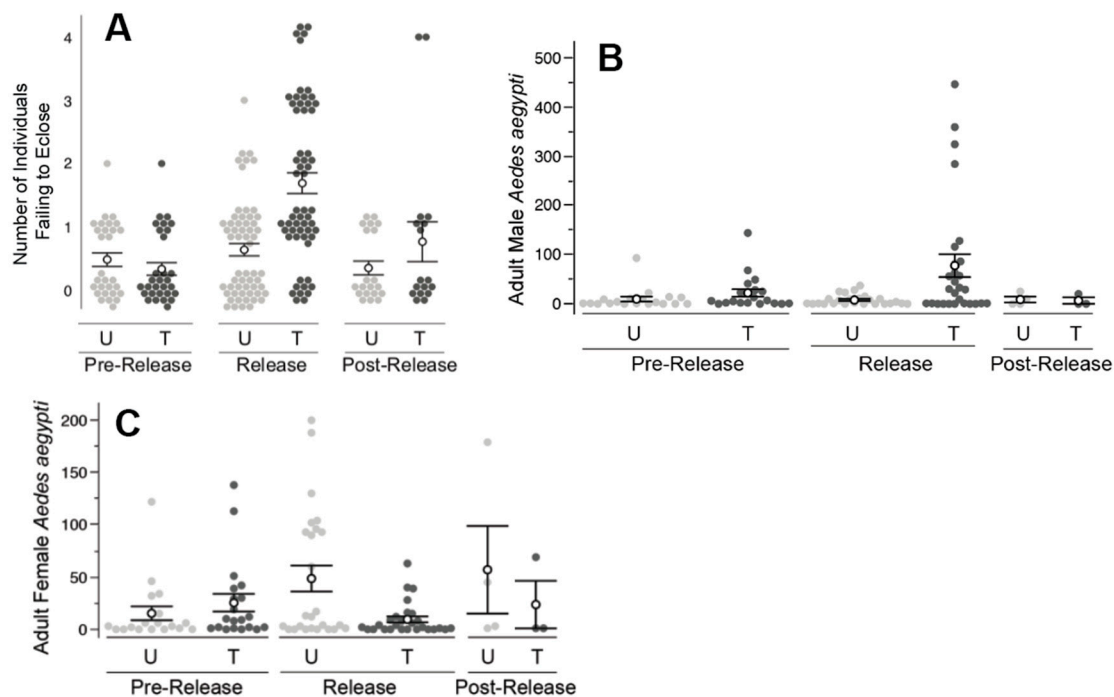 A
Number of Individuals
Failing to Eclose
4
3
2
1
0
U T U T U T
Pre-Release Release Post-Release
B
Adult Male Aedes aegypti
500
400
300
200
100
0
U T U T U T
Pre-Release Release Post-Release
C
Adult Female Aedes aegypti
200
150
100
50
0
U T U T U T
Pre-Release Release Post-Release